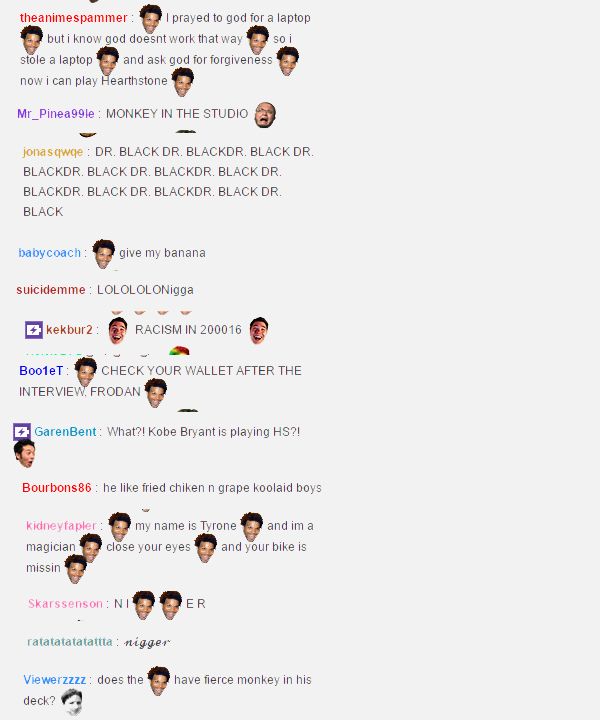 theanimespammer : I prayed to god for a laptop
but i know god doesnt work that way so i
stole a laptop and ask god for forgiveness
now i can play Hearthstone
Mr_Pinea99le : MONKEY IN THE STUDIO
jonasqwqe : DR. BLACK DR. BLACKDR. BLACK DR.
BLACKDR. BLACK DR. BLACKDR. BLACK DR.
BLACKDR. BLACK DR. BLACKDR. BLACK DR.
BLACK
babycoach : give my banana
suicidemme : LOLOLOLONigga
kekbur2 : RACISM IN 200016
Boo1eT : CHECK YOUR WALLET AFTER THE
INTERVIEW, FRODAN
GarenBent : What?! Kobe Bryant is playing HS?!
Bourbons86 : he like fried chiken n grape koolaid boys
kidneyfapler : my name is Tyrone and im a
magician close your eyes and your bike is
missin
Skarssenson : N I E R
ratatatatatattta : nigger
Viewerzzzz : does the have fierce monkey in his
deck?